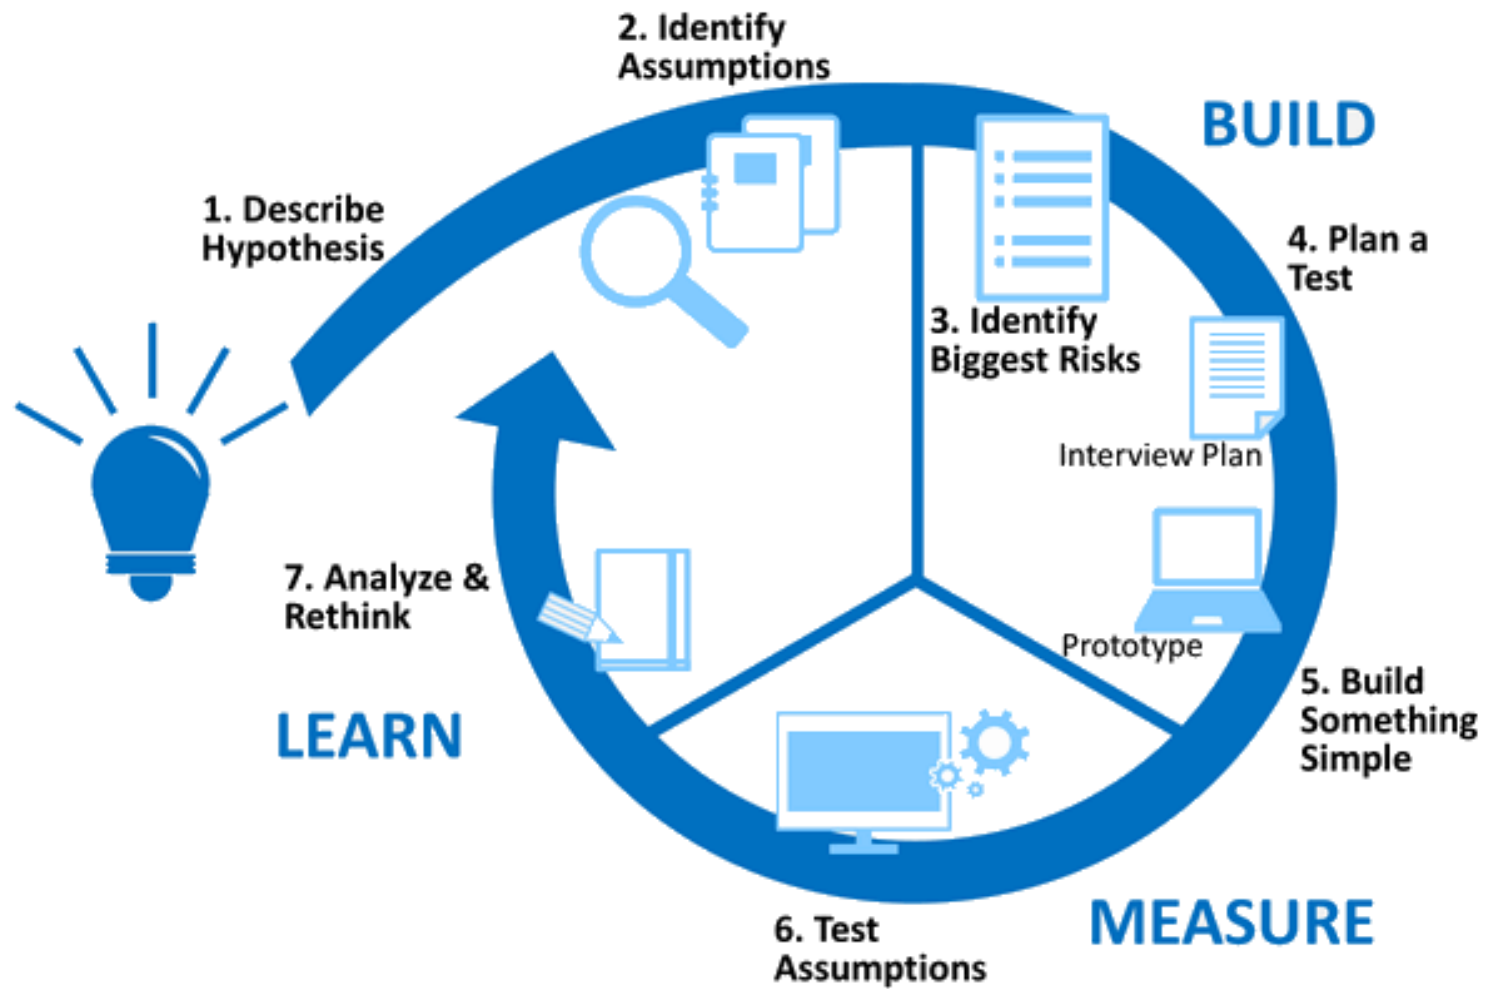 2. Identify
Assumptions
BUILD
1. Describe
Hypothesis
4. Plan a
Test
3. Identify
Biggest Risks
Interview Plan
7. Analyze &
Rethink
Prototype
5. Build
Something
Simple
LEARN
MEASURE
6. Test
Assumptions